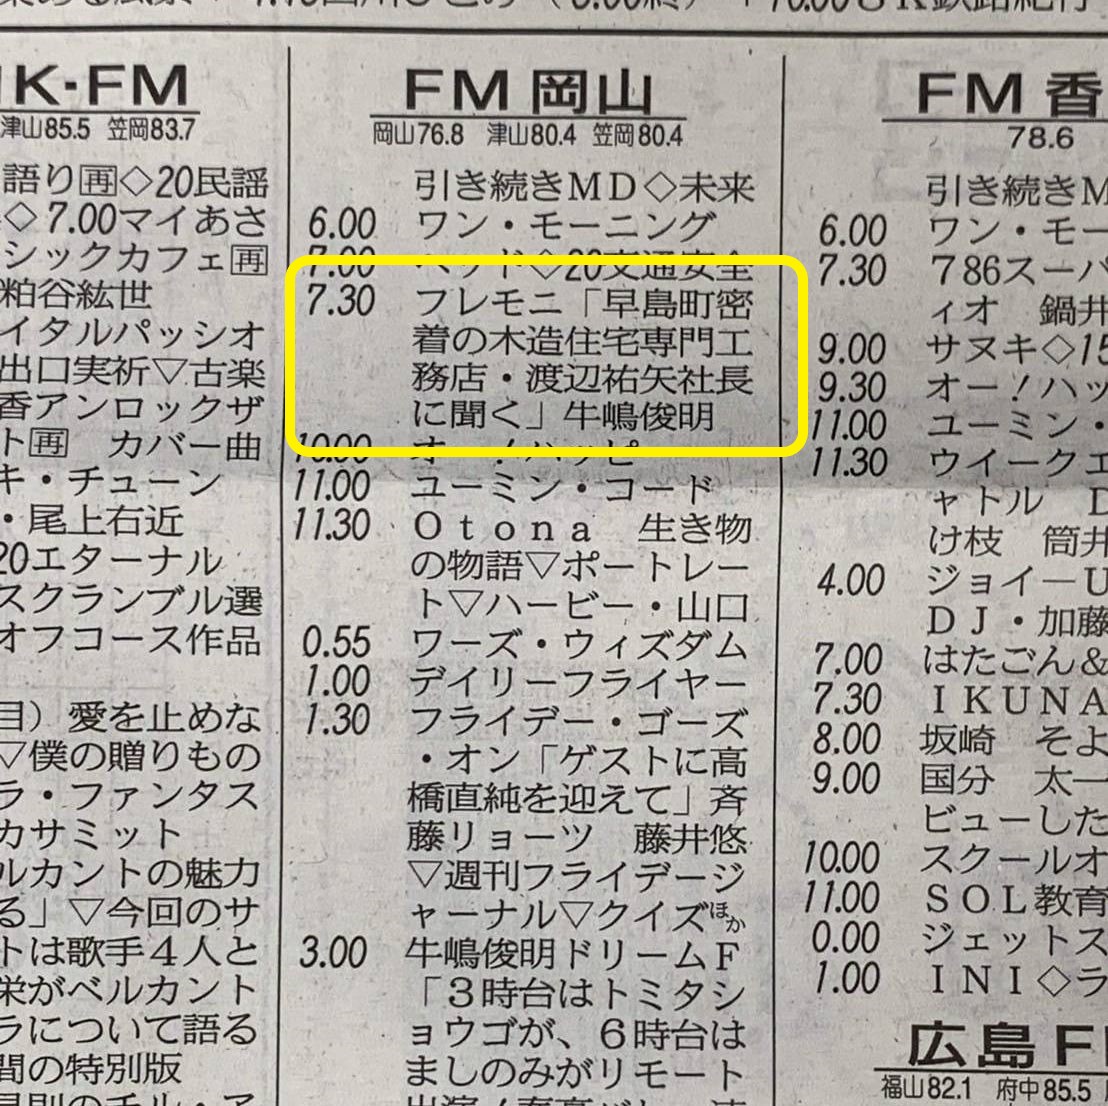 NK・FM
津山85.5 笠岡83.7
語り再◇20民謡
◇7.00マイあさ
シックカフェ再
粕谷紘世
イタルパッシオ
出口実祈▽古楽
香アンロックザ
ト再 カバー曲
キ・チューン
・尾上右近
20エターナル
スクランブル選
オフコース作品
目）愛を止めな
▽僕の贈りもの
ラ・ファンタス
カサミット
ルカントの魅力
る」▽今回のサ
トは歌手４人と
栄がベルカント
ラについて語る
間の特別版
FM 岡山
岡山76.8 津山80.4 笠岡80.4
引き続きＭＤ◇未来
6.00 ワン・モーニング
7.00 ヘッド◇20交通安全
7.30 フレモニ「早島町密
着の木造住宅専門工
務店・渡辺祐矢社長
に聞く」牛嶋俊明
10.00 オー！ハッピー
11.00 ユーミン・コード
11.30 Ｏｔｏｎａ 生き物
の物語▽ポートレー
ト▽ハービー・山口
0.55 ワーズ・ウィズダム
1.00 デイリーフライヤー
1.30 フライデー・ゴーズ
・オン「ゲストに高
橋直純を迎えて」斉
藤リョーツ 藤井悠
▽週刊フライデージ
ャーナル▽クイズほか
3.00 牛嶋俊明ドリームＦ
「３時台はトミタシ
ョウゴが、６時台は
ましのみがリモート
FM 香
78.6
引き続きＭ
6.00 ワン・モー
7.30 ７８６スーパ
ィオ 鍋井
9.00 サヌキ◇15
9.30 オー！ハッ
11.00 ユーミン・
11.30 ウイークエ
ャトル Ｄ
け枝 筒井
4.00 ジョイーＵ
ＤＪ・加藤
7.00 はたごん＆
7.30 ＩＫＵＮＡ
8.00 坂崎 そよ
9.00 国分 太一
ビューした
10.00 スクールオ
11.00 ＳＯＬ教育
0.00 ジェットス
1.00 ＩＮＩ◇ラ
広島F
福山82.1 府中85.5